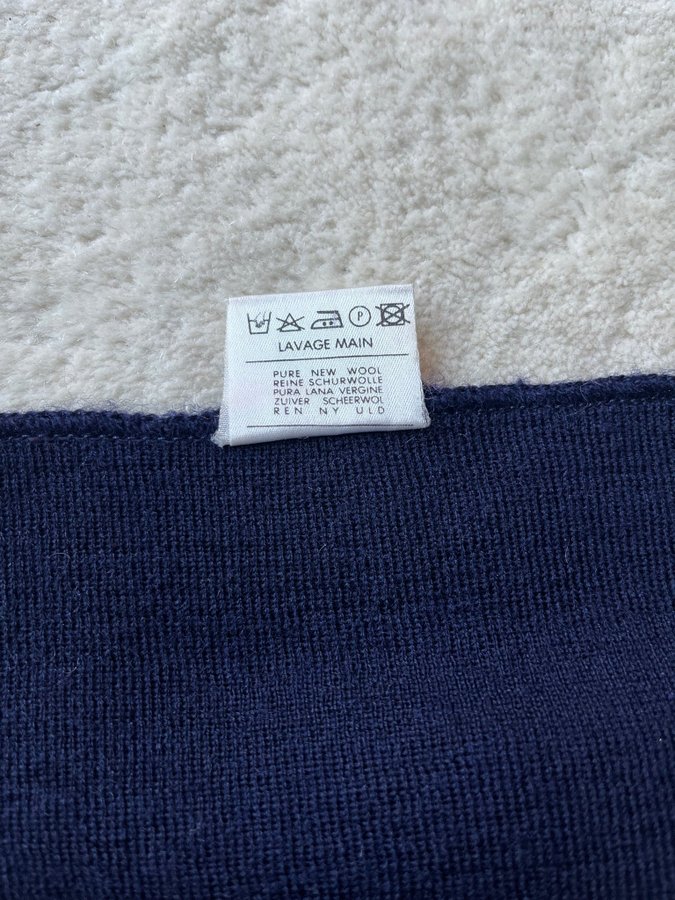 P
LAVAGE MAIN
PURE NEW WOOL
REINE SCHURWOLLE
PURA LANA VERGINE
ZUIVER SCHEERWOL
REN NY ULD